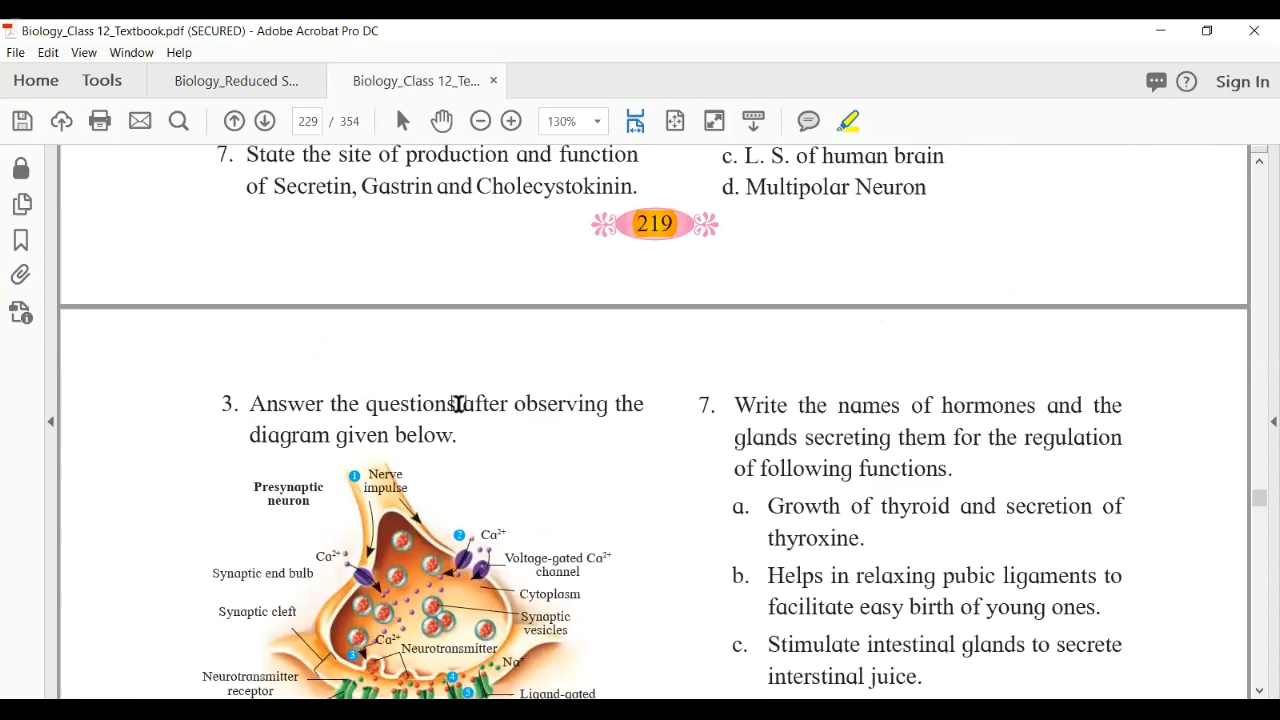 Biology_Class 12_Textbook.pdf (SECURED) - Adobe Acrobat Pro DC
File Edit View Window Help
Home Tools Biology_Reduced S... Biology_Class 12_Te... ×
229 / 354 130%
Sign In
7. State the site of production and function
of Secretin, Gastrin and Cholecystokinin.
c. L. S. of human brain
d. Multipolar Neuron
219
3. Answer the questions after observing the
diagram given below.
1 Nerve
impulse
Presynaptic
neuron
2 Ca2+
Ca2+
Voltage-gated Ca2+
channel
Synaptic end bulb
Cytoplasm
Synaptic cleft
Synaptic
vesicles
Ca2+
3
Neurotransmitter
Na+
Neurotransmitter
receptor
4
5
Ligand-gated
7. Write the names of hormones and the
glands secreting them for the regulation
of following functions.
a. Growth of thyroid and secretion of
thyroxine.
b. Helps in relaxing pubic ligaments to
facilitate easy birth of young ones.
c. Stimulate intestinal glands to secrete
interstinal juice.